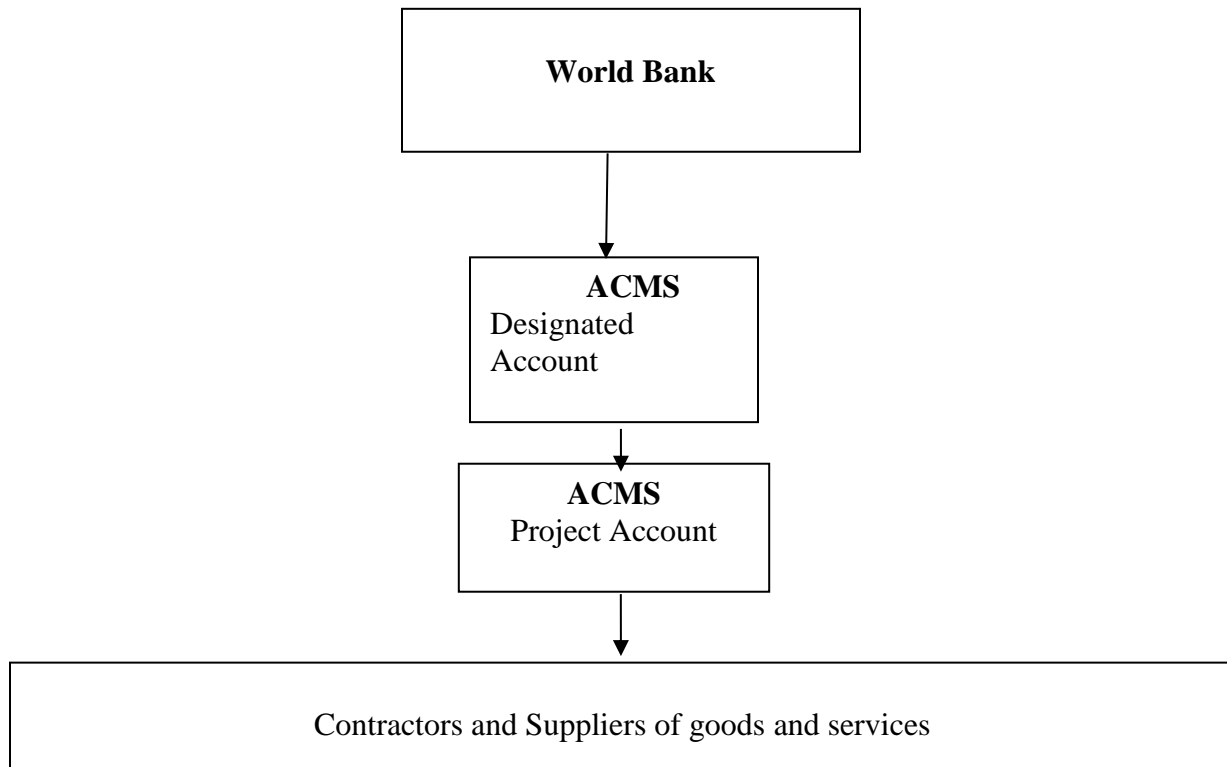 World Bank
ACMS
Designated
Account
ACMS
Project Account
Contractors and Suppliers of goods and services